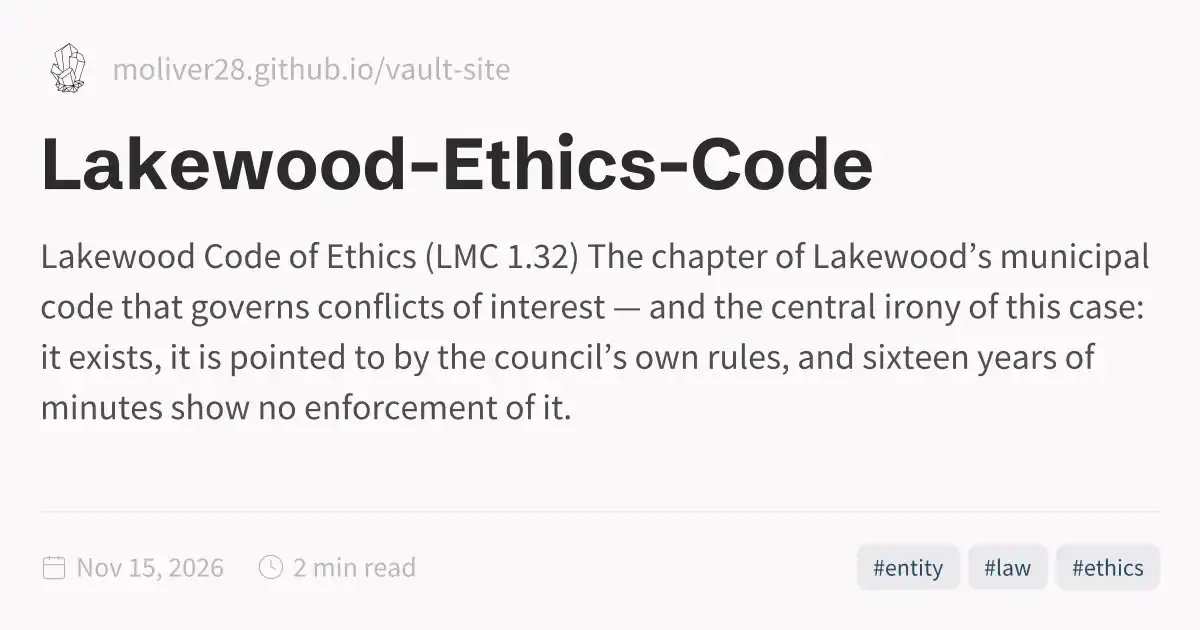 moliver28.github.io/vault-site
Lakewood-Ethics-Code
Lakewood Code of Ethics (LMC 1.32) The chapter of Lakewood’s municipal
code that governs conflicts of interest — and the central irony of this case:
it exists, it is pointed to by the council’s own rules, and sixteen years of
minutes show no enforcement of it.
Nov 15, 2026 2 min read #entity #law #ethics